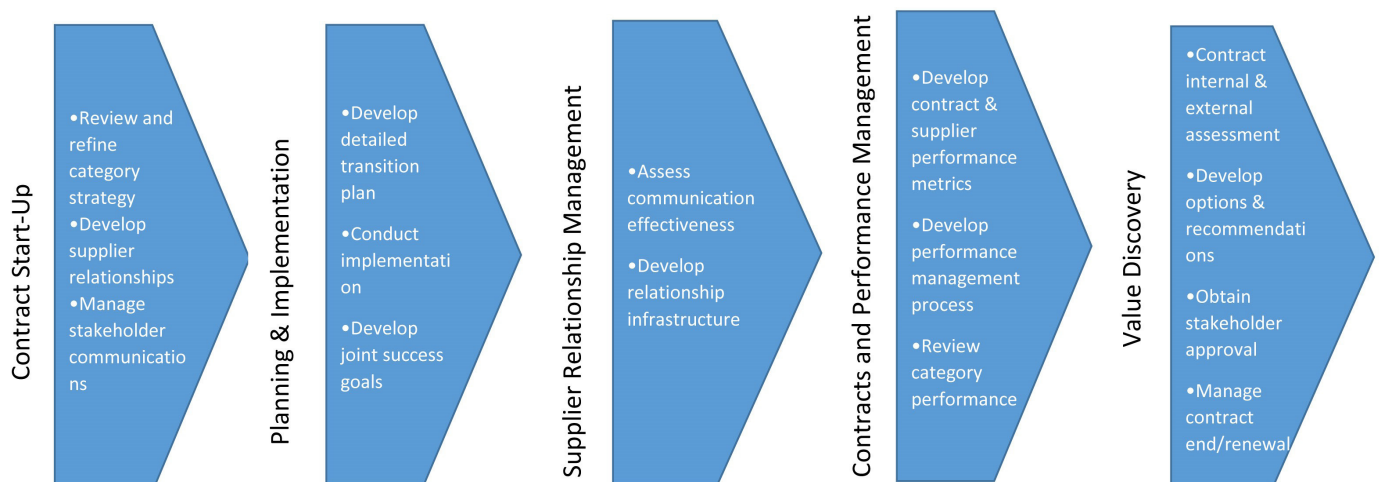 Contract Start-Up
•Review and
refine
category
strategy
•Develop
supplier
relationships
•Manage
stakeholder
communicatio
ns
Planning & Implementation
•Develop
detailed
transition
plan
•Conduct
implementati
on
•Develop
joint success
goals
Supplier Relationship Management
•Assess
communication
effectiveness
•Develop
relationship
infrastructure
Contracts and Performance Management
•Develop
contract &
supplier
performance
metrics
•Develop
performance
management
process
•Review
category
performance
Value Discovery
•Contract
internal &
external
assessment
•Develop
options &
recommendati
ons
•Obtain
stakeholder
approval
•Manage
contract
end/renewal